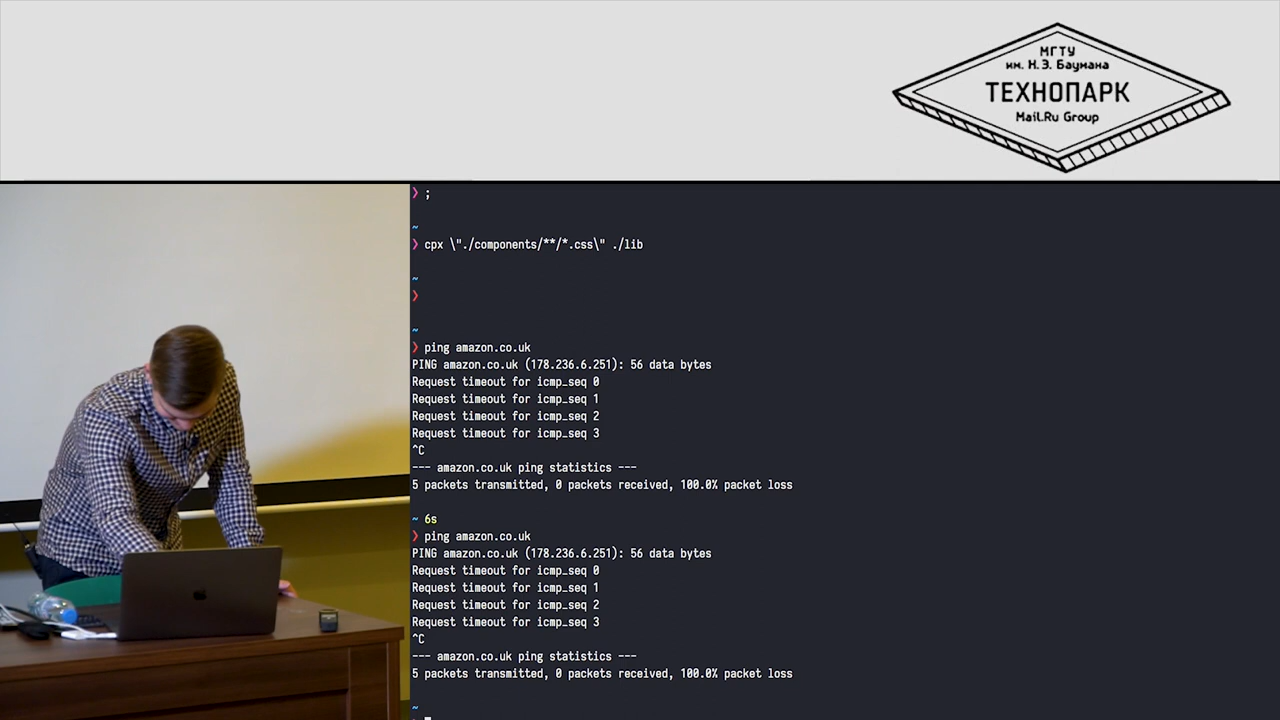 МГТУ
им. Н.Э. Баумана
ТЕХНОПАРК
Mail.Ru Group
❯ ;
~
❯ cpx \"./components/**/*.css\" ./lib
~
❯
~
❯ ping amazon.co.uk
PING amazon.co.uk (178.236.6.251): 56 data bytes
Request timeout for icmp_seq 0
Request timeout for icmp_seq 1
Request timeout for icmp_seq 2
Request timeout for icmp_seq 3
^C
--- amazon.co.uk ping statistics ---
5 packets transmitted, 0 packets received, 100.0% packet loss
~ 6s
❯ ping amazon.co.uk
PING amazon.co.uk (178.236.6.251): 56 data bytes
Request timeout for icmp_seq 0
Request timeout for icmp_seq 1
Request timeout for icmp_seq 2
Request timeout for icmp_seq 3
^C
--- amazon.co.uk ping statistics ---
5 packets transmitted, 0 packets received, 100.0% packet loss
~
❯